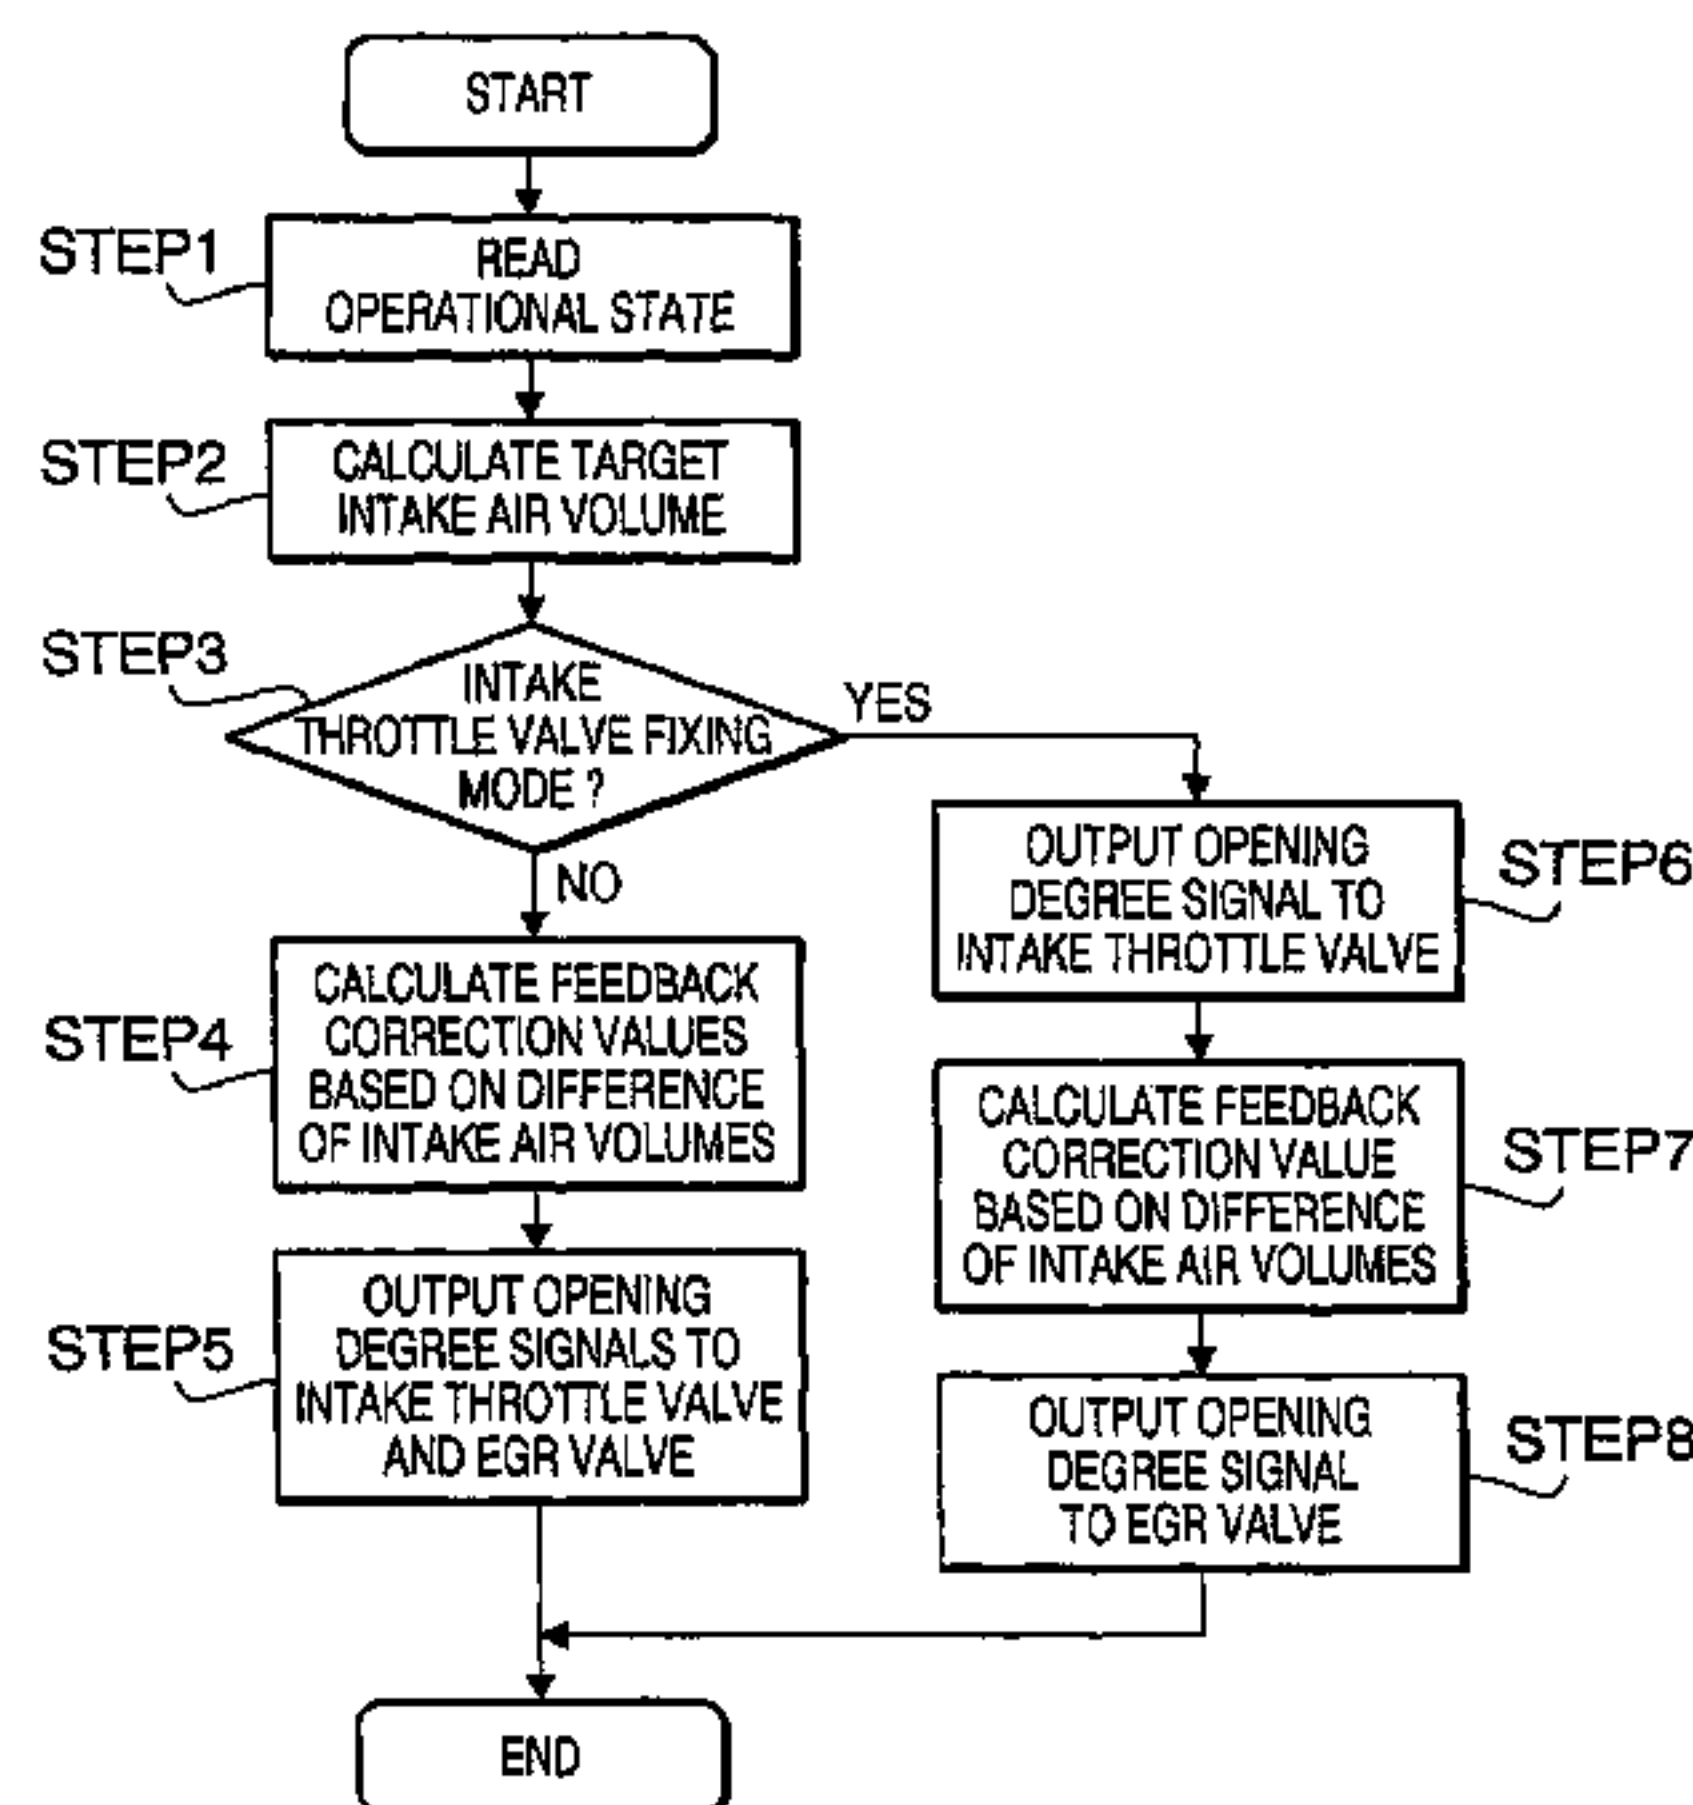 START
STEP1
READ
OPERATIONAL STATE
STEP2
CALCULATE TARGET
INTAKE AIR VOLUME
STEP3
INTAKE
THROTTLE VALVE FIXING
MODE ?
YES
NO
STEP4
CALCULATE FEEDBACK
CORRECTION VALUES
BASED ON DIFFERENCE
OF INTAKE AIR VOLUMES
STEP5
OUTPUT OPENING
DEGREE SIGNALS TO
INTAKE THROTTLE VALVE
AND EGR VALVE
OUTPUT OPENING
DEGREE SIGNAL TO
INTAKE THROTTLE VALVE
STEP6
CALCULATE FEEDBACK
CORRECTION VALUE
BASED ON DIFFERENCE
OF INTAKE AIR VOLUMES
STEP7
OUTPUT OPENING
DEGREE SIGNAL
TO EGR VALVE
STEP8
END